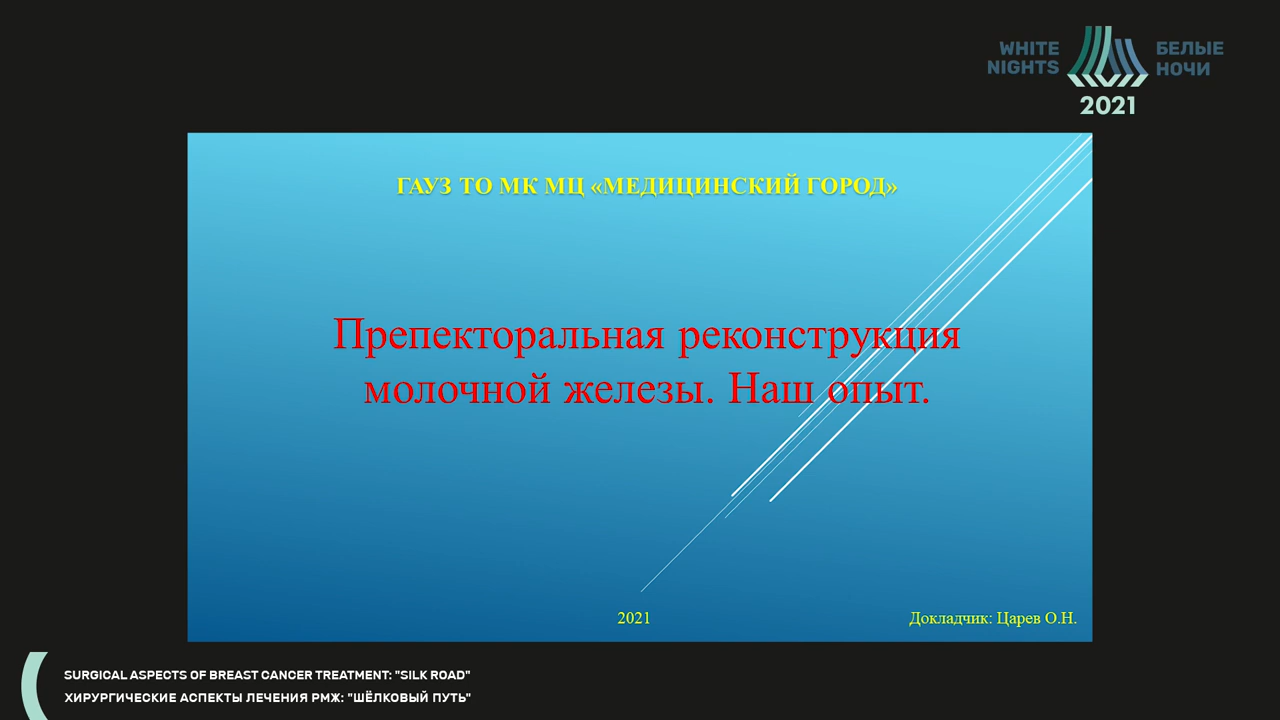 WHITE NIGHTS
БЕЛЫЕ НОЧИ
2021
ГАУЗ ТО МК МЦ «МЕДИЦИНСКИЙ ГОРОД»
Препекторальная реконструкция
молочной железы. Наш опыт.
2021
Докладчик: Царев О.Н.
SURGICAL ASPECTS OF BREAST CANCER TREATMENT: "SILK ROAD"
ХИРУРГИЧЕСКИЕ АСПЕКТЫ ЛЕЧЕНИЯ РМЖ: "ШЁЛКОВЫЙ ПУТЬ"